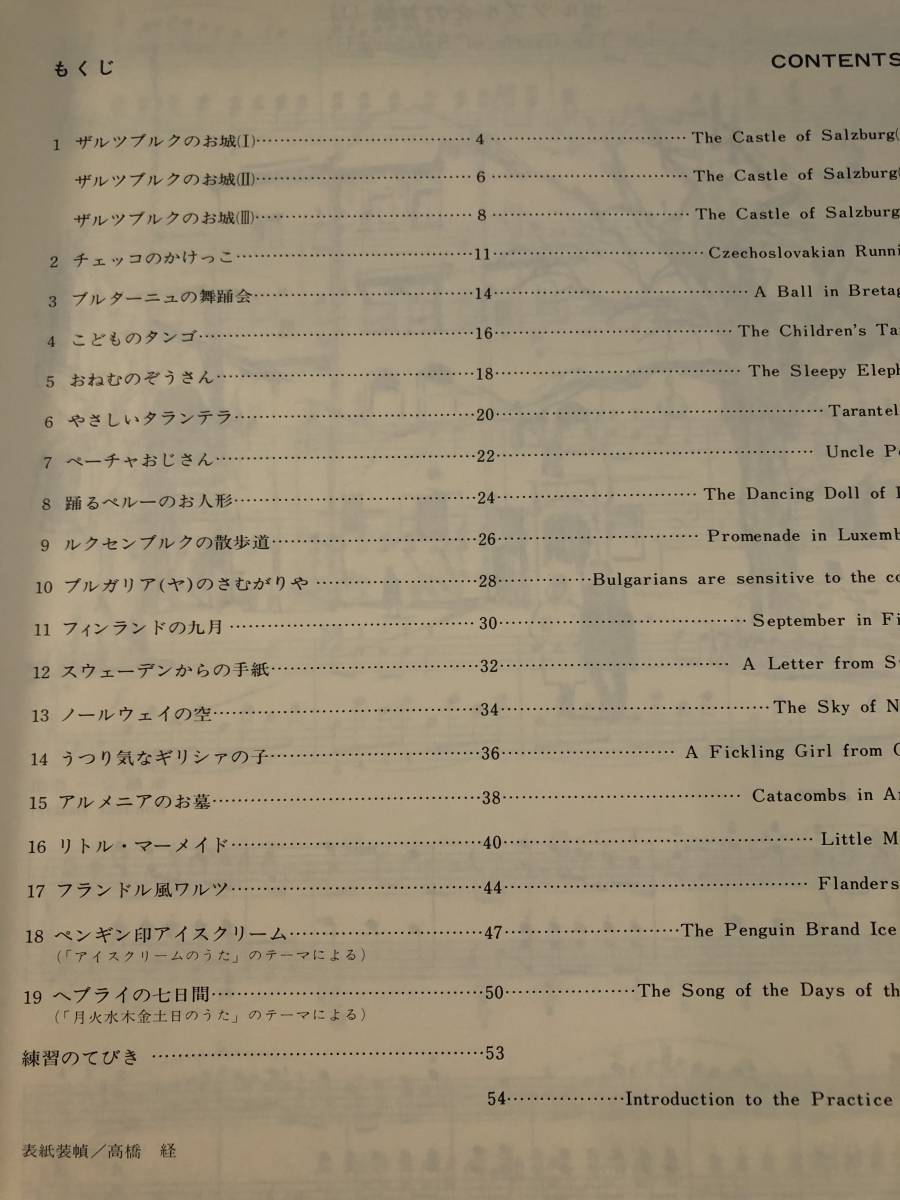 もくじ CONTENTS
1 ザルツブルクのお城(Ⅰ)……………………………4……………………………The Castle of Salzburg(
ザルツブルクのお城(Ⅱ)……………………………6……………………………The Castle of Salzburg(
ザルツブルクのお城(Ⅲ)……………………………8……………………………The Castle of Salzburg
2 チェッコのかけっこ……………………………11……………………………Czechoslovakian Runni
3 ブルターニュの舞踊会……………………………14……………………………A Ball in Bretag
4 こどものタンゴ……………………………16……………………………The Children's Ta
5 おねむのぞうさん……………………………18……………………………The Sleepy Eleph
6 やさしいタランテラ……………………………20……………………………Tarantel
7 ペーチャおじさん……………………………22……………………………Uncle Pe
8 踊るペルーのお人形……………………………24……………………………The Dancing Doll of
9 ルクセンブルクの散歩道……………………………26……………………………Promenade in Luxemb
10 ブルガリア(ヤ)のさむがりや……………………………28……………Bulgarians are sensitive to the co
11 フィンランドの九月……………………………30……………………………September in Fi
12 スウェーデンからの手紙……………………………32……………………………A Letter from S
13 ノールウェイの空……………………………34……………………………The Sky of N
14 うつり気なギリシァの子……………………………36……………………………A Fickling Girl from G
15 アルメニアのお墓……………………………38……………………………Catacombs in A
16 リトル・マーメイド……………………………40……………………………Little M
17 フランドル風ワルツ……………………………44……………………………Flanders
18 ペンギン印アイスクリーム……………………………47……………………………The Penguin Brand Ice
(「アイスクリームのうた」のテーマによる)
19 ヘブライの七日間……………………………50…………………The Song of the Days of th
(「月火水木金土日のうた」のテーマによる)
練習のてびき……………………………53
54………………Introduction to the Practice
表紙装幀／高橋 経